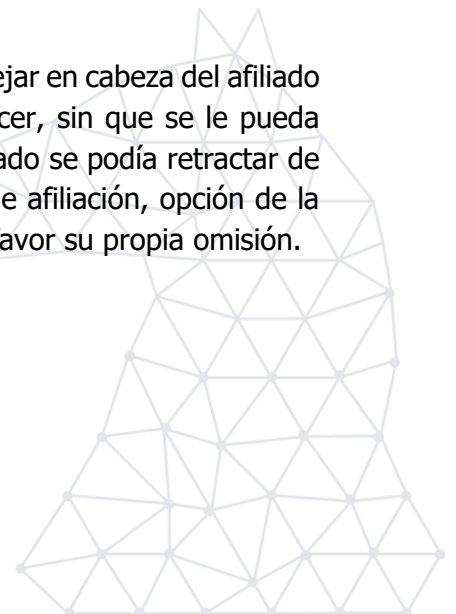 ejar en cabeza del afiliado
cer, sin que se le pueda
ado se podía retractar de
e afiliación, opción de la
avor su propia omisión.